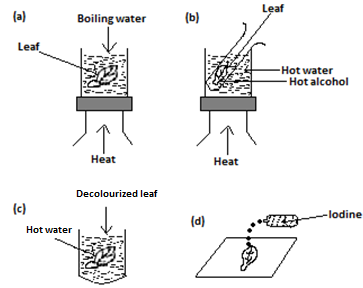 (a)
Boiling water
Leaf
Heat
(b)
Leaf
Hot water
Hot alcohol
Heat
(c)
Decolourized leaf
Hot water
(d)
Iodine